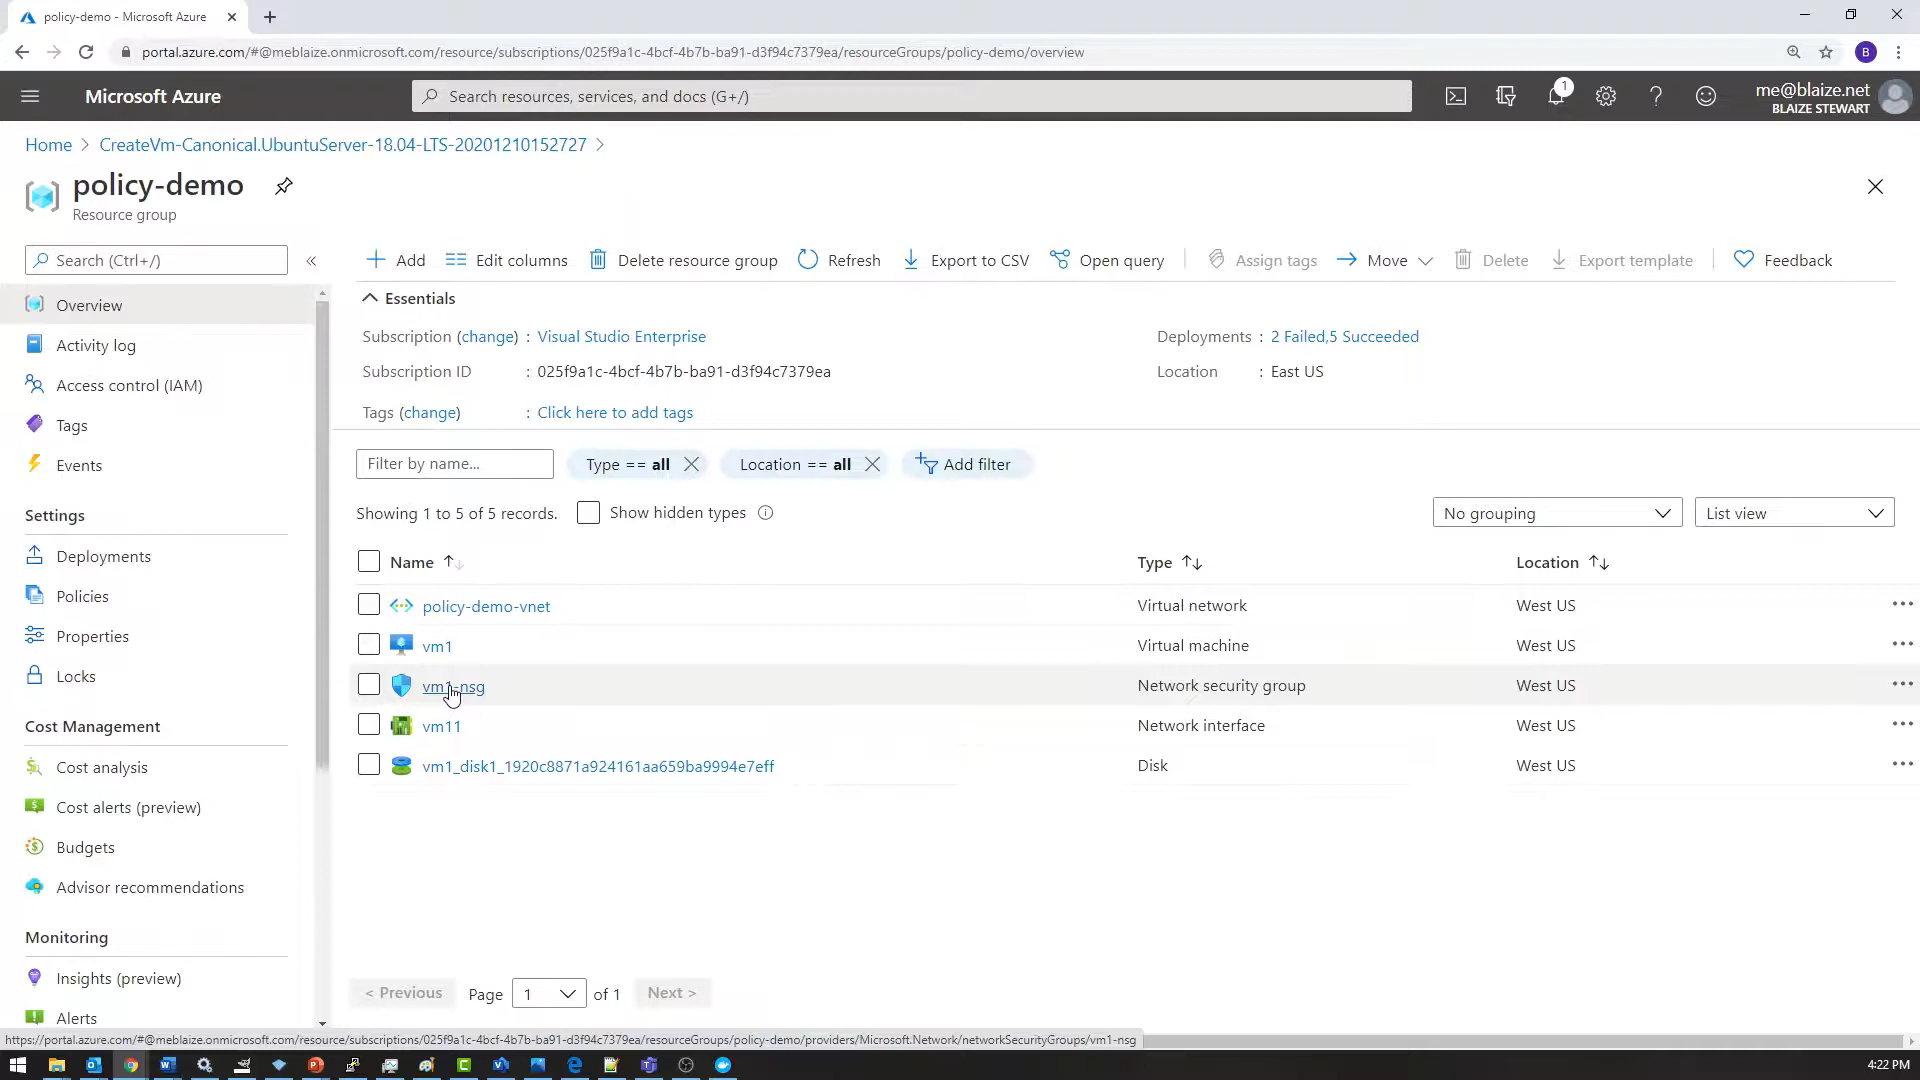 policy-demo - Microsoft Azure
portal.azure.com/#@meblaize.onmicrosoft.com/resource/subscriptions/025f9a1c-4bcf-4b7b-ba91-d3f94c7379ea/resourceGroups/policy-demo/overview
B
Microsoft Azure
Search resources, services, and docs (G+/)
1
me@blaize.net
BLAIZE STEWART
Home > CreateVm-Canonical.UbuntuServer-18.04-LTS-20201210152727 >
policy-demo
Resource group
Search (Ctrl+/)
«
Add
Edit columns
Delete resource group
Refresh
Export to CSV
Open query
Assign tags
Move
Delete
Export template
Feedback
Overview
Activity log
Access control (IAM)
Tags
Events
Settings
Deployments
Policies
Properties
Locks
Cost Management
Cost analysis
Cost alerts (preview)
Budgets
Advisor recommendations
Monitoring
Insights (preview)
Alerts
Essentials
Subscription (change) : Visual Studio Enterprise
Deployments : 2 Failed,5 Succeeded
Subscription ID : 025f9a1c-4bcf-4b7b-ba91-d3f94c7379ea
Location : East US
Tags (change) : Click here to add tags
Filter by name...
Type == all
Location == all
Add filter
Showing 1 to 5 of 5 records.
Show hidden types
No grouping
List view
Name Type Location
policy-demo-vnet Virtual network West US
vm1 Virtual machine West US
vm1-nsg Network security group West US
vm11 Network interface West US
vm1_disk1_1920c8871a924161aa659ba9994e7eff Disk West US
< Previous Page 1 of 1 Next >
https://portal.azure.com/#@meblaize.onmicrosoft.com/resource/subscriptions/025f9a1c-4bcf-4b7b-ba91-d3f94c7379ea/resourceGroups/policy-demo/providers/Microsoft.Network/networkSecurityGroups/vm1-nsg
4:22 PM